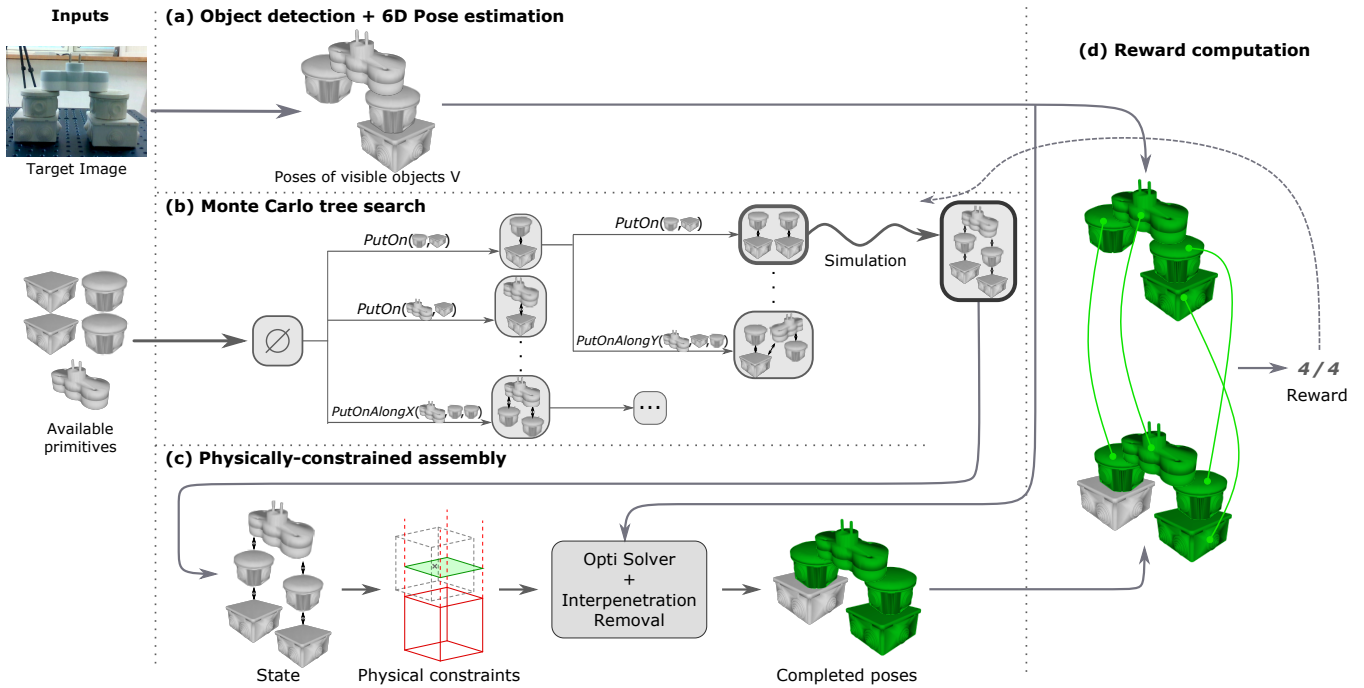 Inputs
(a) Object detection + 6D Pose estimation
(d) Reward computation
Target Image
Poses of visible objects V
(b) Monte Carlo tree search
PutOn( , )
PutOn( , )
Simulation
PutOn( , )
∅
PutOnAlongY( , , )
PutOnAlongX( , , )
...
4/4
Reward
Available
primitives
(c) Physically-constrained assembly
Opti Solver
+
Interpenetration
Removal
State
Physical constraints
Completed poses